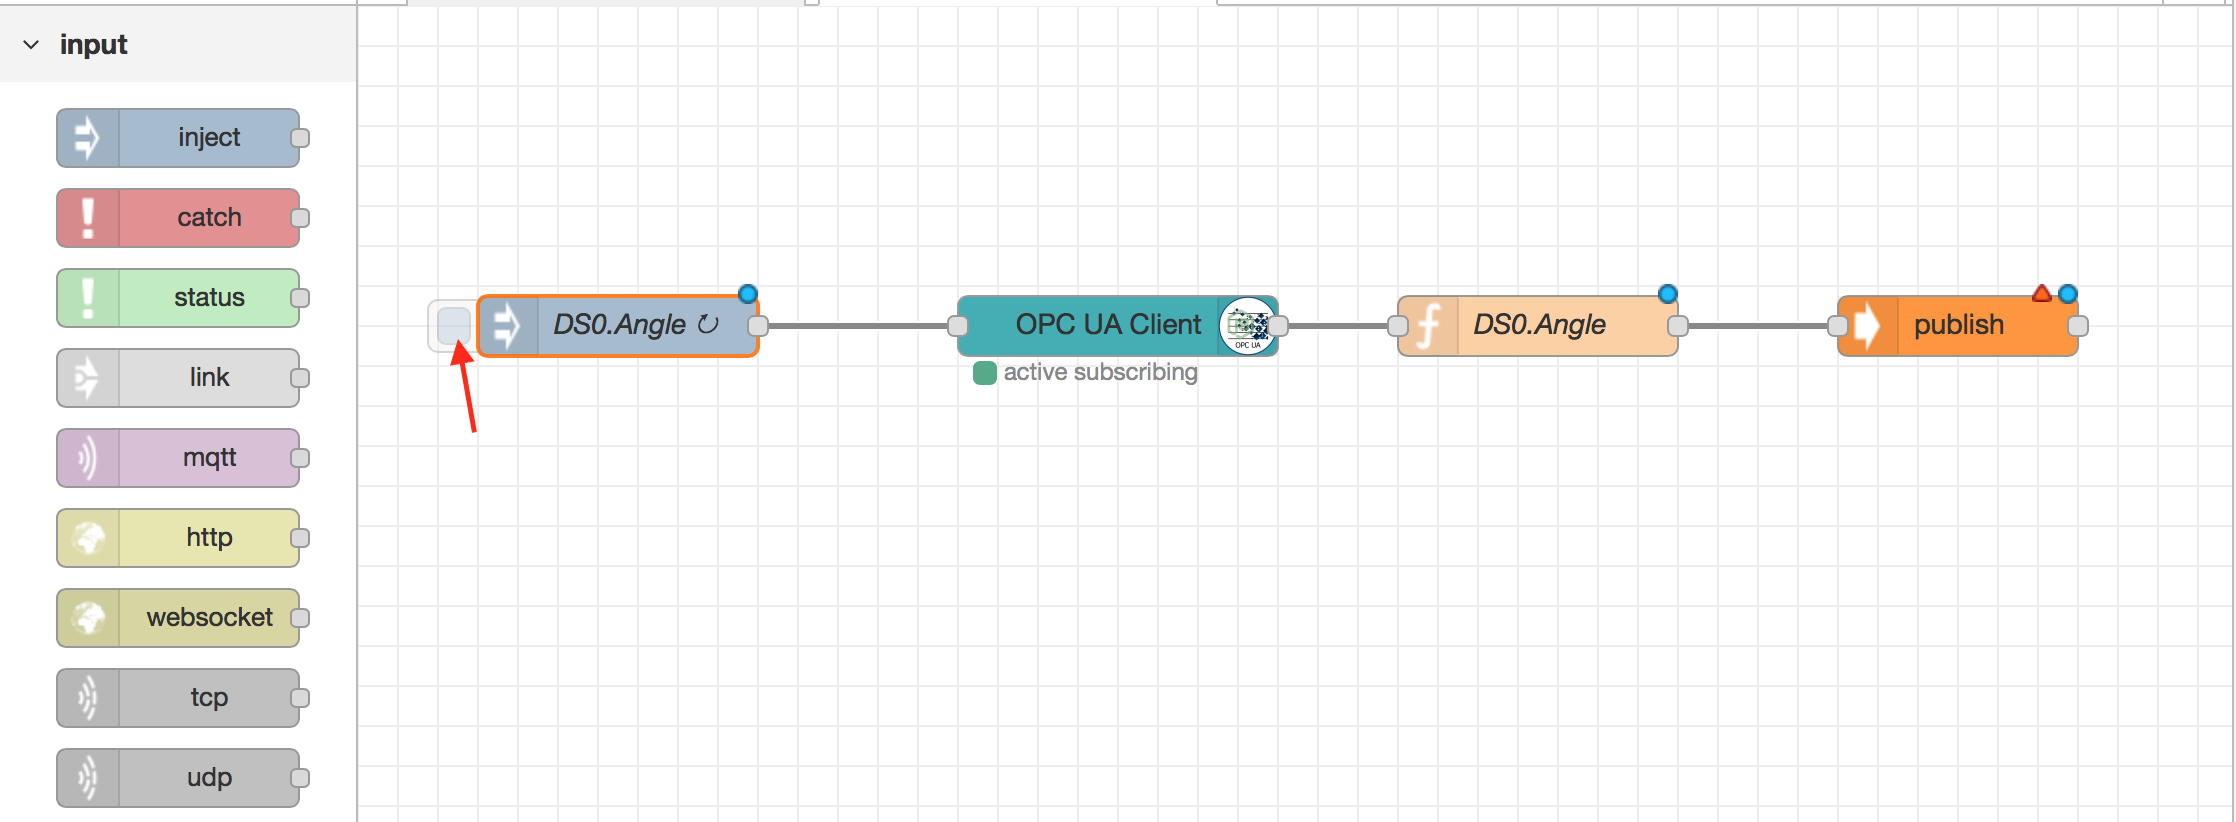 input
inject
catch
status
link
mqtt
http
websocket
tcp
udp
DS0.Angle ↻
OPC UA Client
OPC UA
active subscribing
DS0.Angle
publish